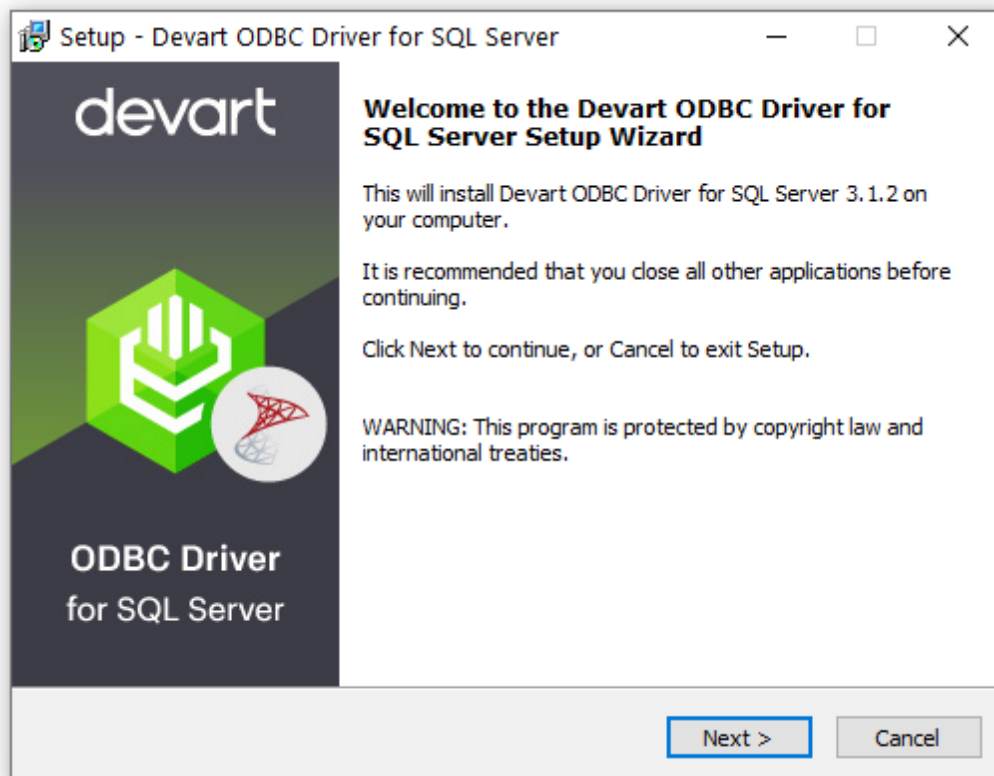 Setup - Devart ODBC Driver for SQL Server
devart
ODBC Driver
for SQL Server
Welcome to the Devart ODBC Driver for
SQL Server Setup Wizard
This will install Devart ODBC Driver for SQL Server 3.1.2 on
your computer.
It is recommended that you close all other applications before
continuing.
Click Next to continue, or Cancel to exit Setup.
WARNING: This program is protected by copyright law and
international treaties.
Next >
Cancel